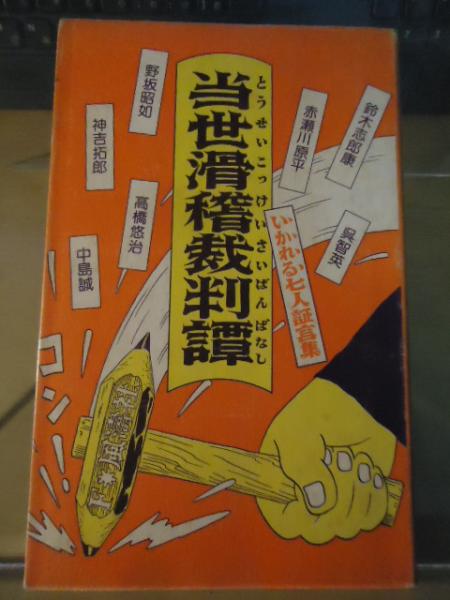 当世滑稽裁判譚
とうせいこっけいさいばんばなし
いかれる七人証言集
鈴木志郎康
赤瀬川原平
呉智英
野坂昭如
神吉拓郎
高橋悠治
中島誠
コン!!